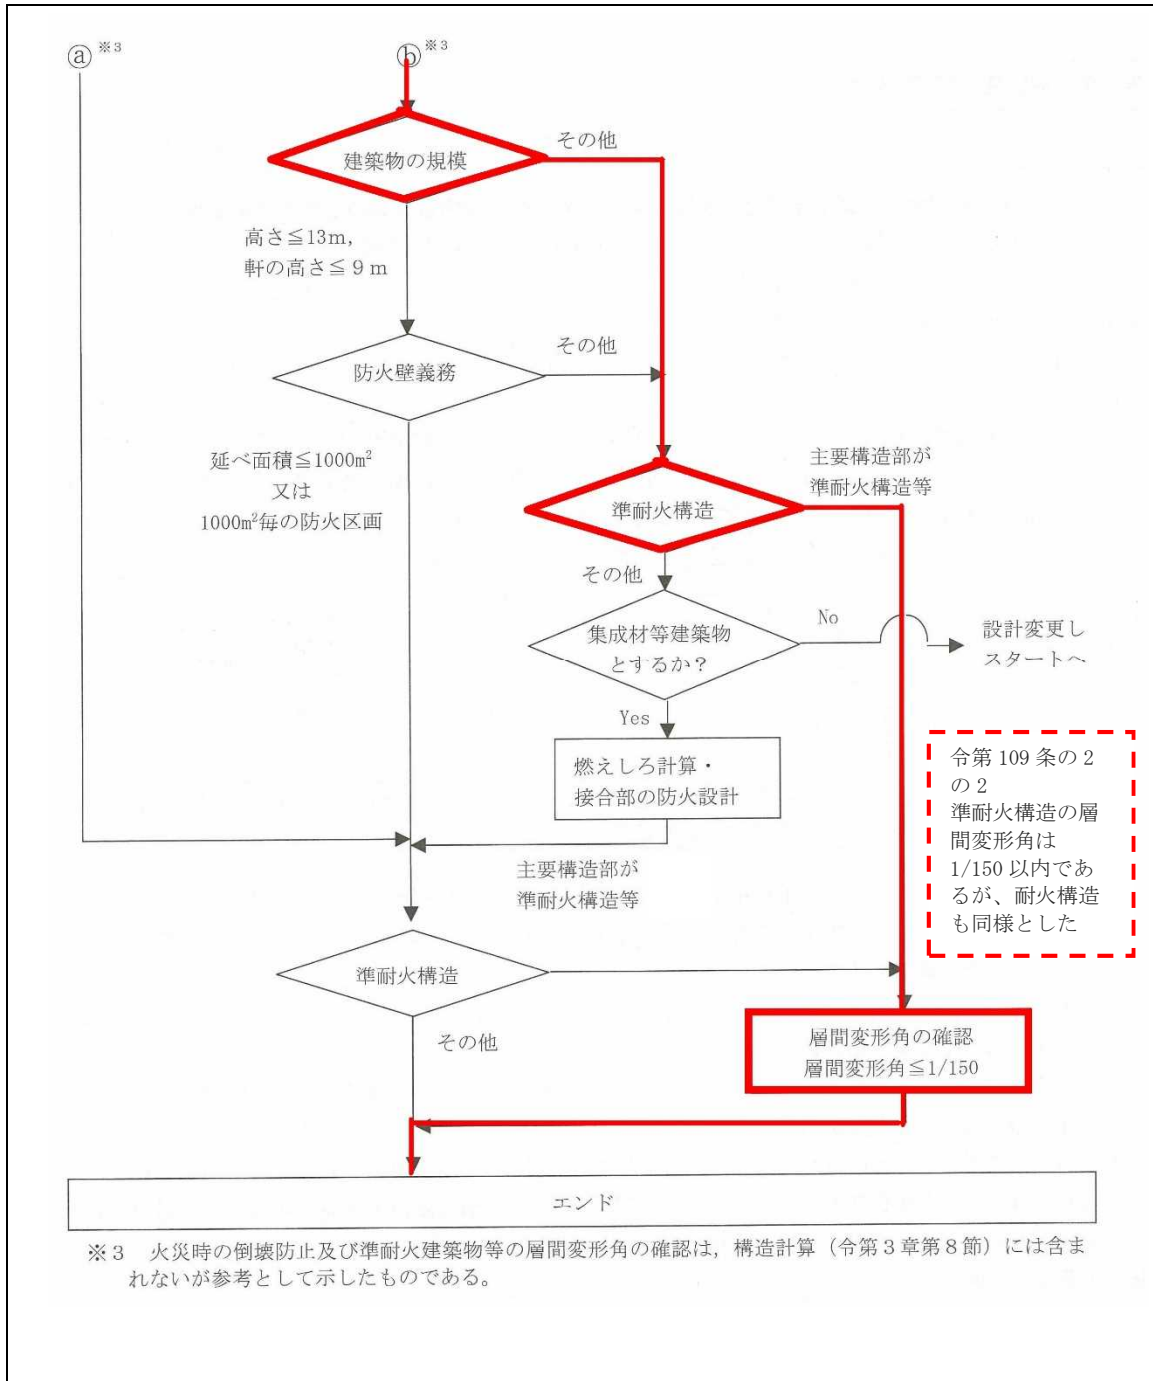 ⓐ※3
ⓑ※3
その他
建築物の規模
高さ≦13m,
軒の高さ≦9m
その他
防火壁義務
延べ面積≦1000m²
又は
1000m²毎の防火区画
主要構造部が
準耐火構造等
準耐火構造
その他
集成材等建築物
とするか？
No
設計変更し
スタートへ
Yes
燃えしろ計算・
接合部の防火設計
令第109条の2
の2
準耐火構造の層
間変形角は
1/150以内であ
るが、耐火構造
も同様とした
主要構造部が
準耐火構造等
準耐火構造
その他
層間変形角の確認
層間変形角≦1/150
エンド
※3　火災時の倒壊防止及び準耐火建築物等の層間変形角の確認は，構造計算（令第3章第8節）には含ま
れないが参考として示したものである。